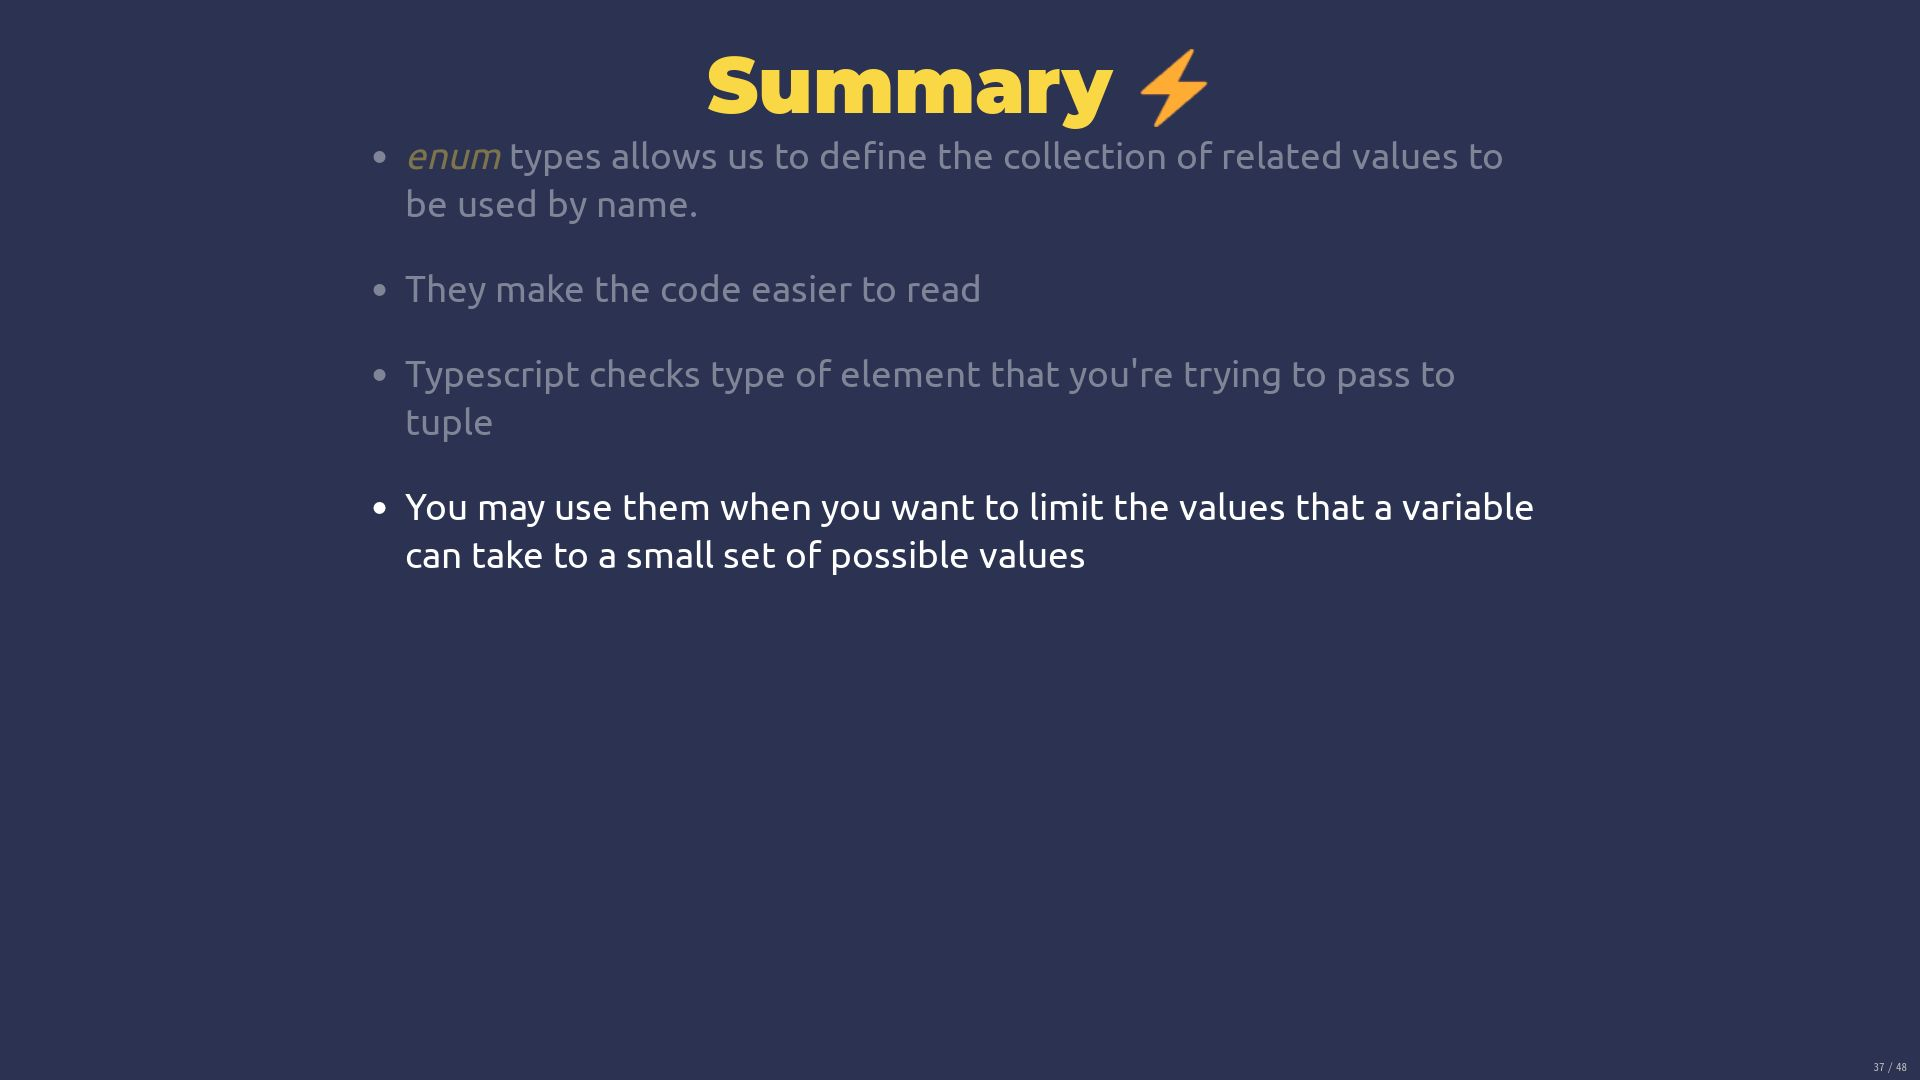 Summary ⚡
• enum types allows us to define the collection of related values to
be used by name.
• They make the code easier to read
• Typescript checks type of element that you're trying to pass to
tuple
• You may use them when you want to limit the values that a variable
can take to a small set of possible values
37 / 48